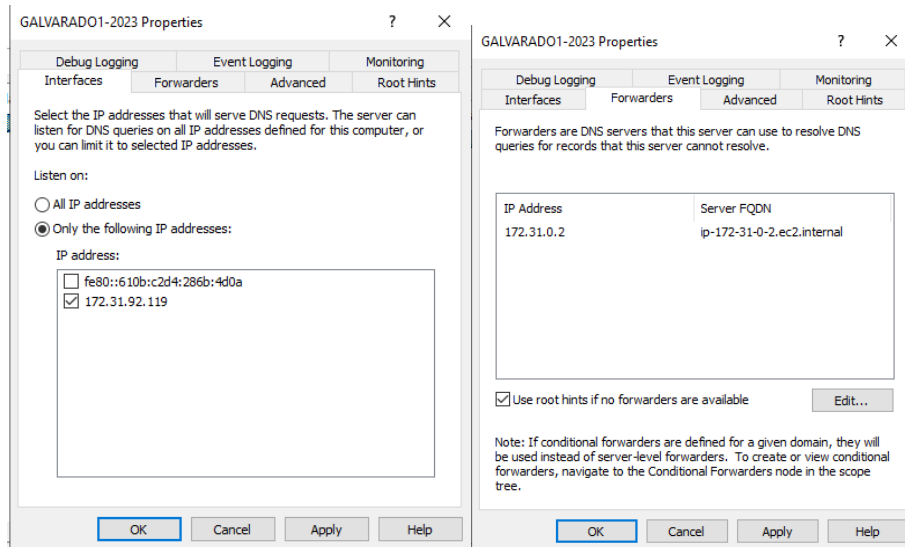 GALVARADO1-2023 Properties
? ×
Debug Logging Event Logging Monitoring
Interfaces Forwarders Advanced Root Hints
Select the IP addresses that will serve DNS requests. The server can
listen for DNS queries on all IP addresses defined for this computer, or
you can limit it to selected IP addresses.
Listen on:
All IP addresses
Only the following IP addresses:
IP address:
fe80::610b:c2d4:286b:4d0a
172.31.92.119
OK Cancel Apply Help
GALVARADO1-2023 Properties
? ×
Debug Logging Event Logging Monitoring
Interfaces Forwarders Advanced Root Hints
Forwarders are DNS servers that this server can use to resolve DNS
queries for records that this server cannot resolve.
IP Address Server FQDN
172.31.0.2 ip-172-31-0-2.ec2.internal
Use root hints if no forwarders are available Edit...
Note: If conditional forwarders are defined for a given domain, they will
be used instead of server-level forwarders. To create or view conditional
forwarders, navigate to the Conditional Forwarders node in the scope
tree.
OK Cancel Apply Help